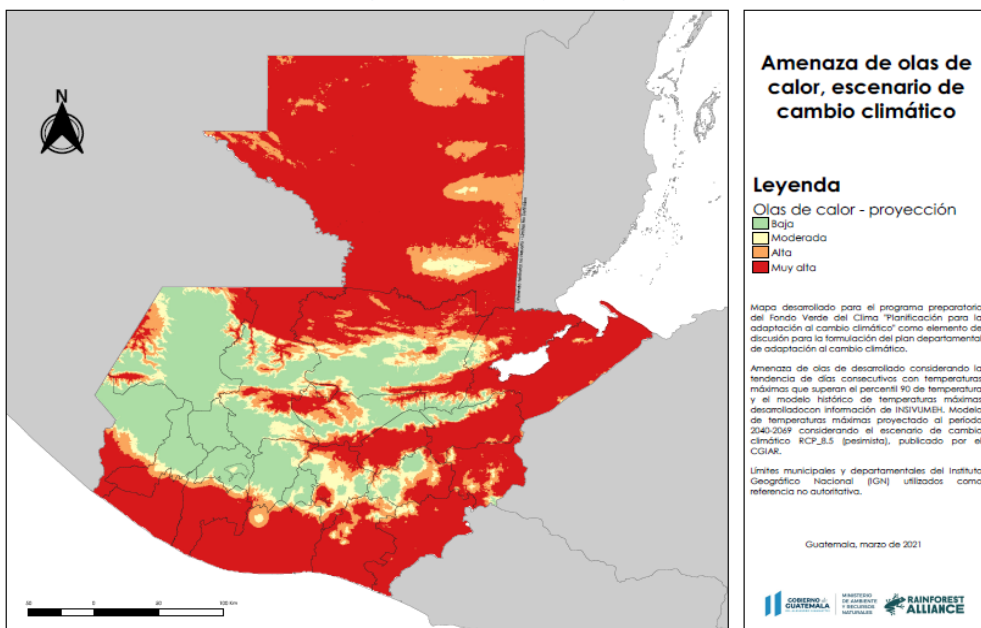 N
Amenaza de olas de
calor, escenario de
cambio climático
Leyenda
Olas de calor - proyección
Baja
Moderada
Alta
Muy alta
Mapa desarrollado para el programa preparatorio
del Fondo Verde del Clima "Planificación para la
adaptación al cambio climático" como elemento de
discusión para la formulación del plan departamental
de adaptación al cambio climático.
Amenaza de olas de desarrollado considerando la
tendencia de días consecutivos con temperaturas
máximas que superan el percentil 90 de temperatura
y el modelo histórico de temperaturas máximas
desarrolladocon información de INSIVUMEH. Modelo
de temperaturas máximas proyectado al periodo
2040-2069 considerando el escenario de cambio
climático RCP_8.5 (pesimista), publicado por el
CGIAR.
Límites municipales y departamentales del Instituto
Geográfico Nacional (IGN) utilizados como
referencia no autoritativa.
Guatemala, marzo de 2021
GOBIERNO de
GUATEMALA
MINISTERIO
DE AMBIENTE
Y RECURSOS
NATURALES
RAINFOREST
ALLIANCE
50 0 50 100 Km